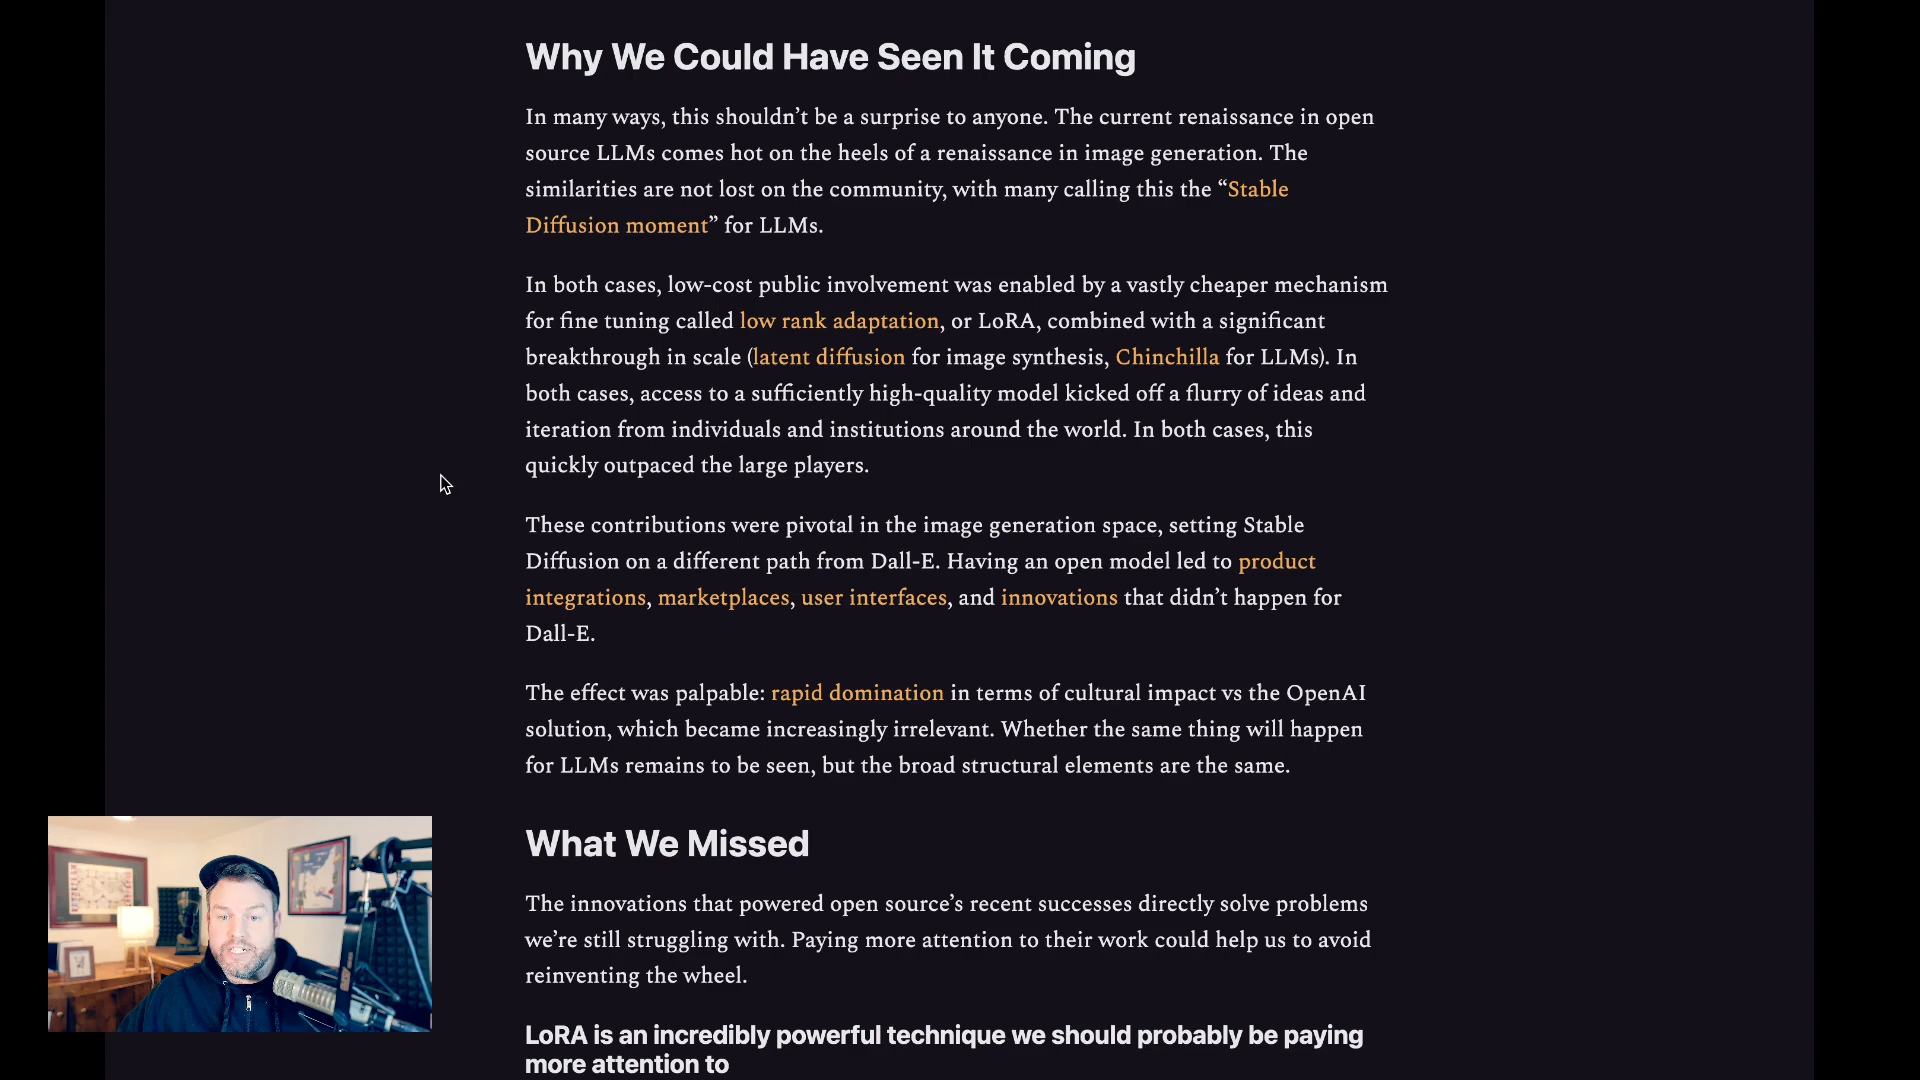 Why We Could Have Seen It Coming
In many ways, this shouldn’t be a surprise to anyone. The current renaissance in open
source LLMs comes hot on the heels of a renaissance in image generation. The
similarities are not lost on the community, with many calling this the “Stable
Diffusion moment” for LLMs.
In both cases, low-cost public involvement was enabled by a vastly cheaper mechanism
for fine tuning called low rank adaptation, or LoRA, combined with a significant
breakthrough in scale (latent diffusion for image synthesis, Chinchilla for LLMs). In
both cases, access to a sufficiently high-quality model kicked off a flurry of ideas and
iteration from individuals and institutions around the world. In both cases, this
quickly outpaced the large players.
These contributions were pivotal in the image generation space, setting Stable
Diffusion on a different path from Dall-E. Having an open model led to product
integrations, marketplaces, user interfaces, and innovations that didn’t happen for
Dall-E.
The effect was palpable: rapid domination in terms of cultural impact vs the OpenAI
solution, which became increasingly irrelevant. Whether the same thing will happen
for LLMs remains to be seen, but the broad structural elements are the same.
What We Missed
The innovations that powered open source’s recent successes directly solve problems
we’re still struggling with. Paying more attention to their work could help us to avoid
reinventing the wheel.
LoRA is an incredibly powerful technique we should probably be paying
more attention to